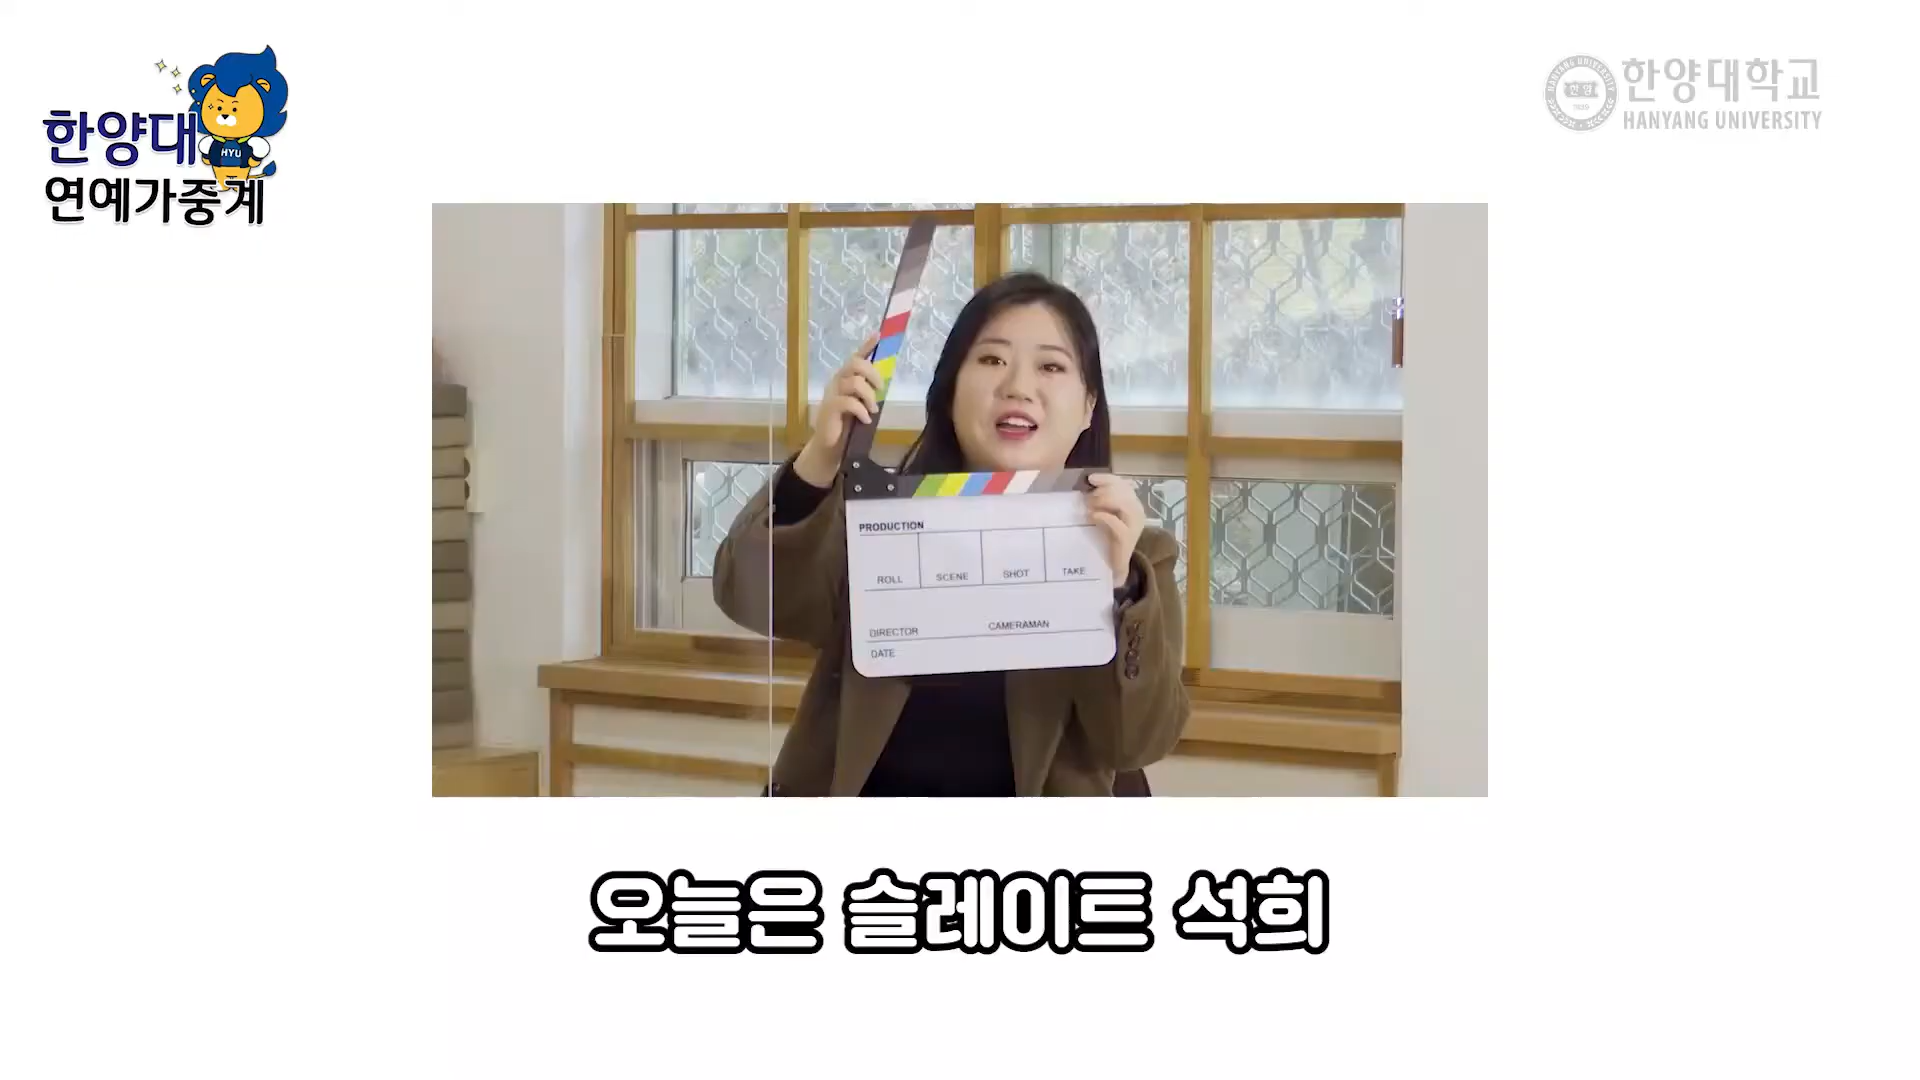 한양대
HYU
연예가중계
한양대학교
HANYANG UNIVERSITY
PRODUCTION
ROLL SCENE SHOT TAKE
DIRECTOR CAMERAMAN
DATE
오늘은 슬레이트 석희